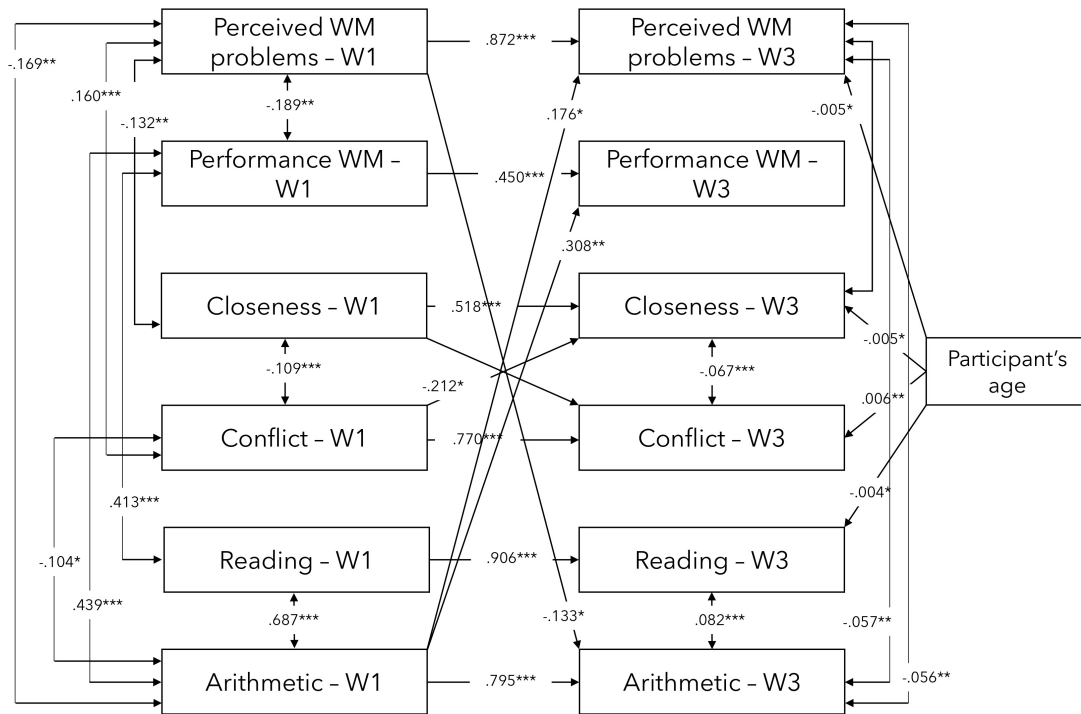 Perceived WM
problems – W1
.872***
Perceived WM
problems – W3
-.169**
.160***
-.189**
.176*
-.005*
-.132**
Performance WM –
W1
.450***
Performance WM –
W3
.308**
Closeness – W1
.518***
Closeness – W3
-.005*
-.109***
-.212*
-.067***
Participant's
age
.006**
Conflict – W1
.770***
Conflict – W3
.413***
-.004*
-.104*
Reading – W1
.906***
Reading – W3
.439***
.687***
-.133*
.082***
-.057**
Arithmetic – W1
.795***
Arithmetic – W3
-.056**